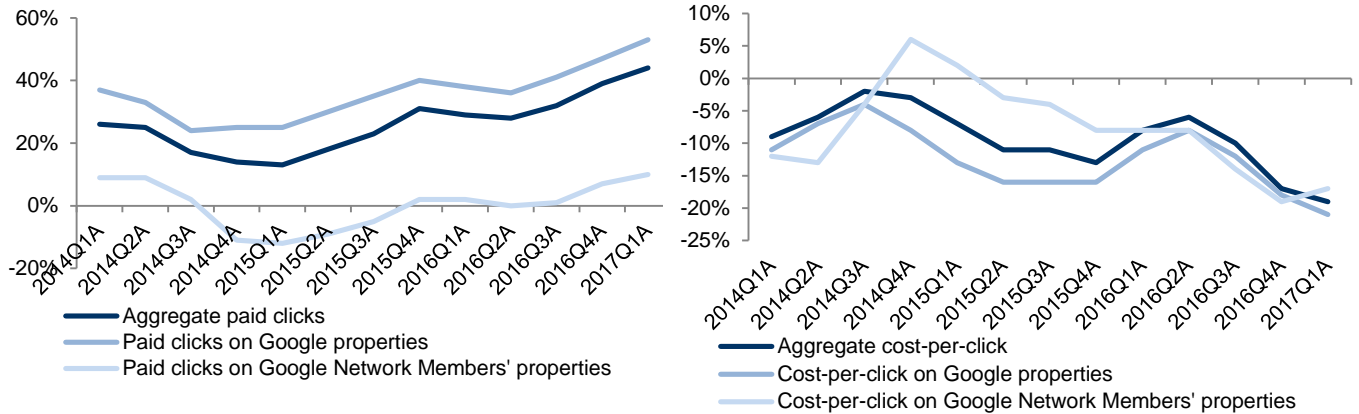 60%
40%
20%
0%
-20%
2014Q1A
2014Q2A
2014Q3A
2014Q4A
2015Q1A
2015Q2A
2015Q3A
2015Q4A
2016Q1A
2016Q2A
2016Q3A
2016Q4A
2017Q1A
Aggregate paid clicks
Paid clicks on Google properties
Paid clicks on Google Network Members' properties
10%
5%
0%
-5%
-10%
-15%
-20%
-25%
2014Q1A
2014Q2A
2014Q3A
2014Q4A
2015Q1A
2015Q2A
2015Q3A
2015Q4A
2016Q1A
2016Q2A
2016Q3A
2016Q4A
2017Q1A
Aggregate cost-per-click
Cost-per-click on Google properties
Cost-per-click on Google Network Members' properties